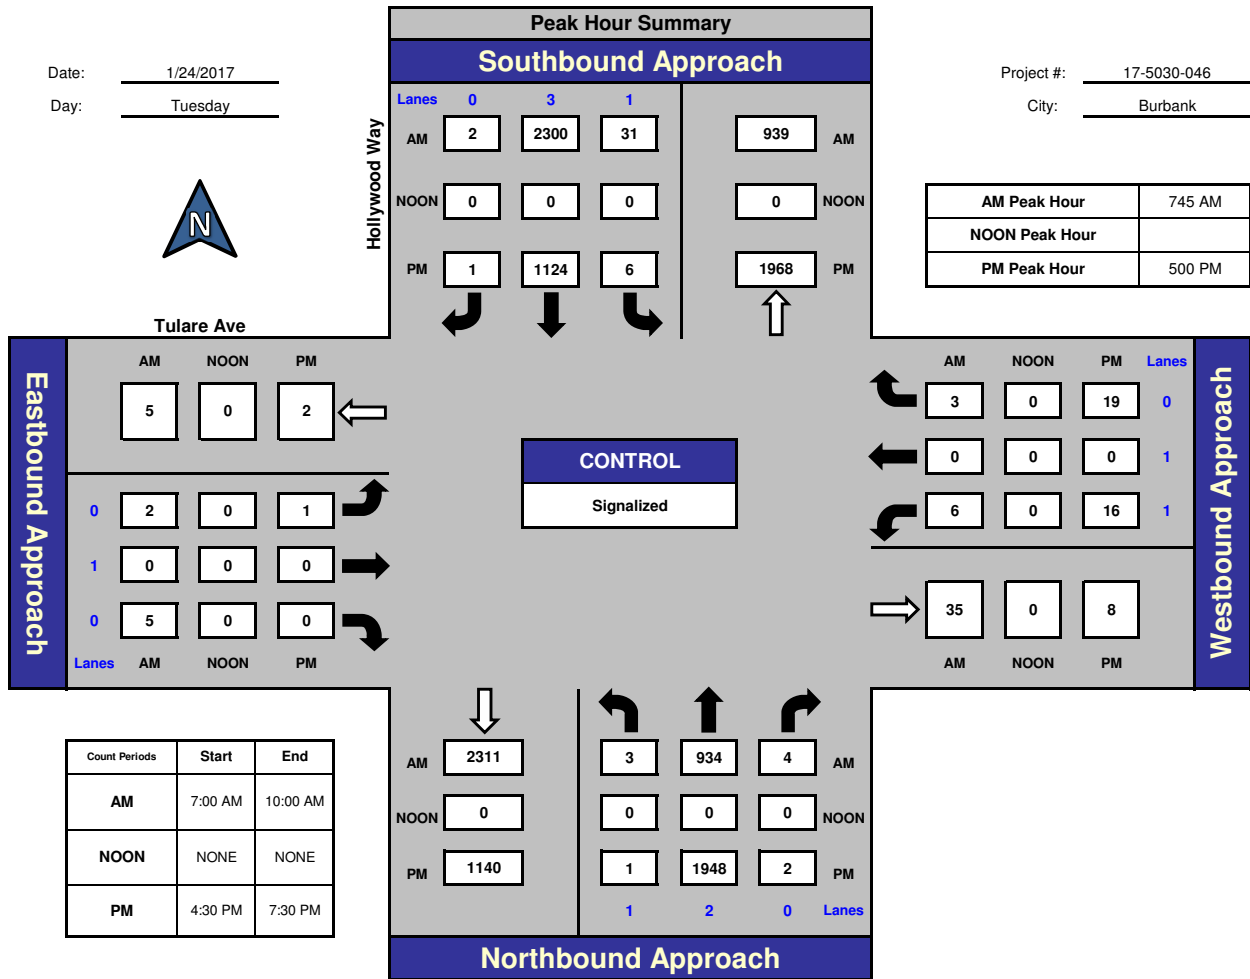 Peak Hour Summary
Southbound Approach
Date: 1/24/2017
Day: Tuesday
Project #: 17-5030-046
City: Burbank
Hollywood Way
Lanes 0 3 1
AM 2 2300 31 939 AM
NOON 0 0 0 0 NOON
PM 1 1124 6 1968 PM
N
AM Peak Hour 745 AM
NOON Peak Hour
PM Peak Hour 500 PM
Tulare Ave
Eastbound Approach
AM NOON PM
5 0 2
0 2 0 1
1 0 0 0
0 5 0 0
Lanes AM NOON PM
CONTROL
Signalized
AM NOON PM Lanes
3 0 19 0
0 0 0 1
6 0 16 1
35 0 8
AM NOON PM
Westbound Approach
Count Periods Start End
AM 7:00 AM 10:00 AM
NOON NONE NONE
PM 4:30 PM 7:30 PM
AM 2311 3 934 4 AM
NOON 0 0 0 0 NOON
PM 1140 1 1948 2 PM
1 2 0 Lanes
Northbound Approach